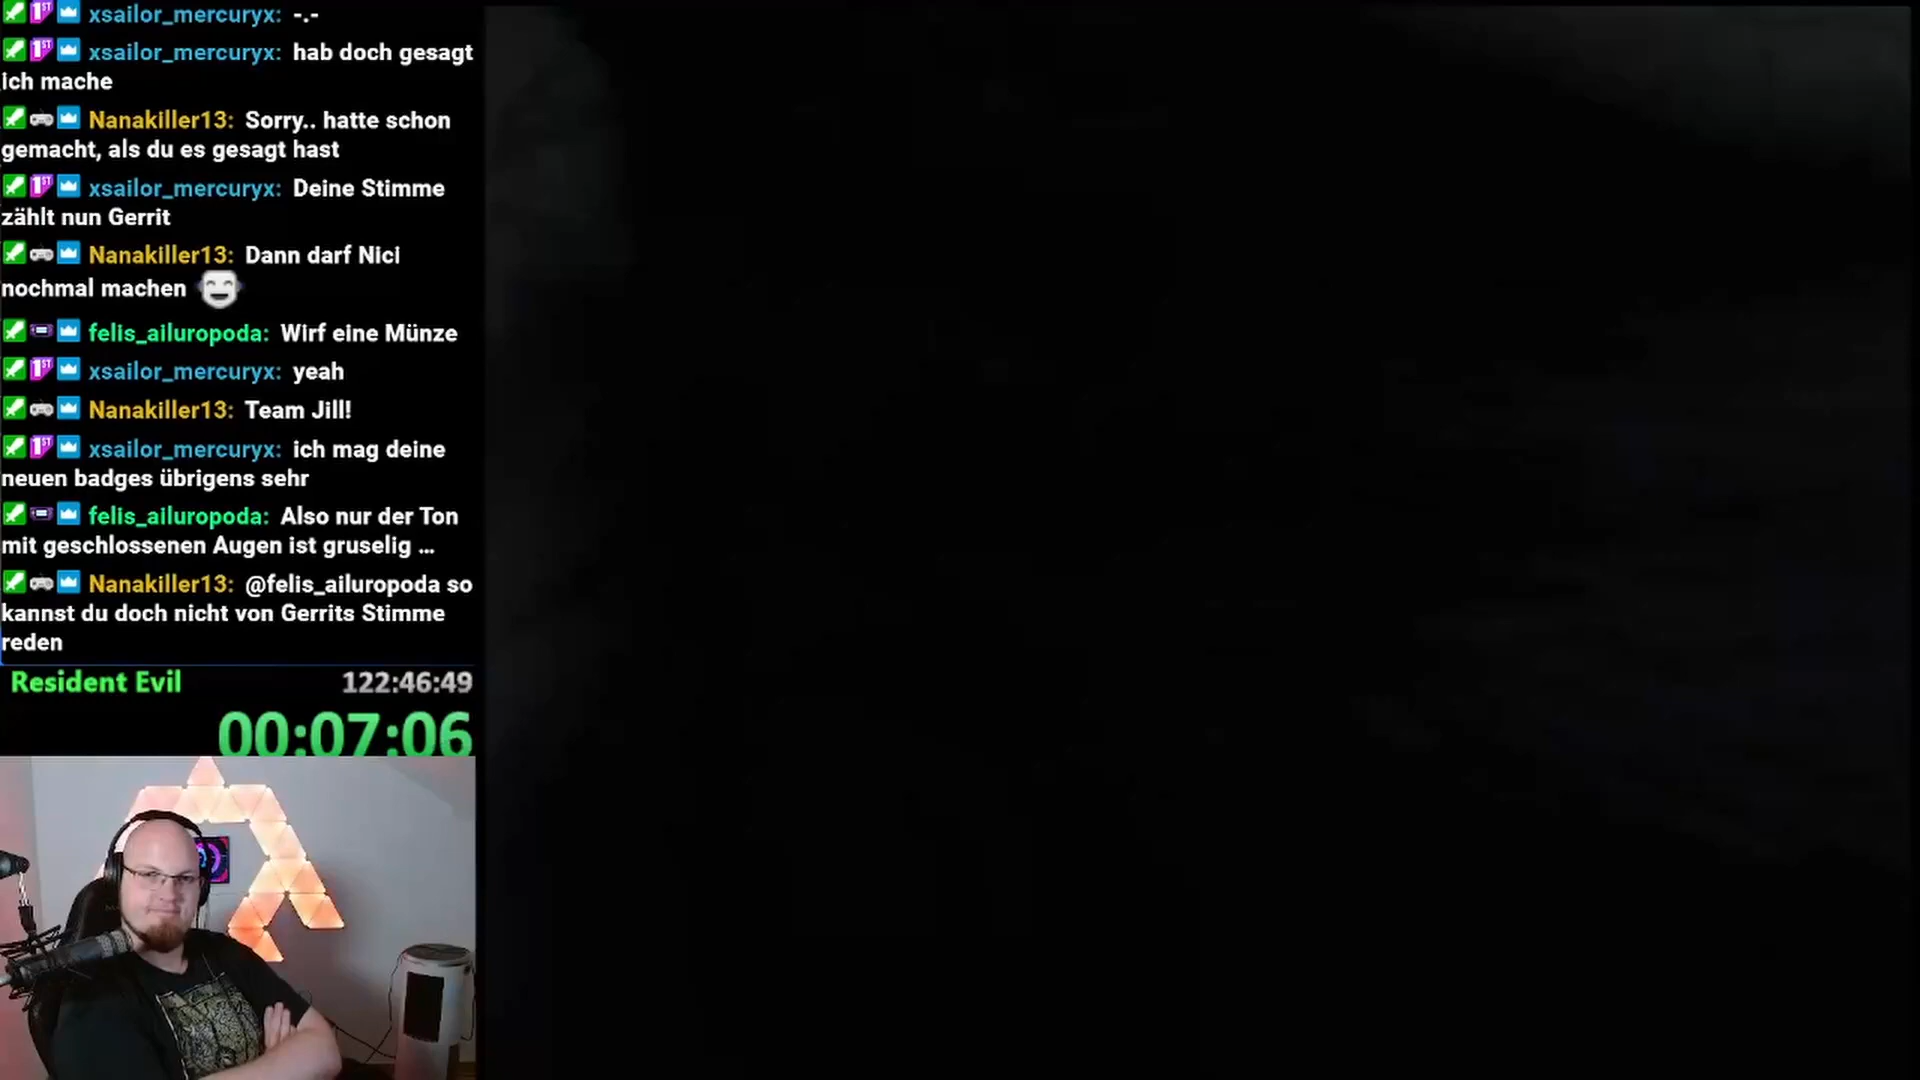 xsailor_mercuryx: -.-
xsailor_mercuryx: hab doch gesagt
ich mache
Nanakiller13: Sorry.. hatte schon
gemacht, als du es gesagt hast
xsailor_mercuryx: Deine Stimme
zählt nun Gerrit
Nanakiller13: Dann darf Nici
nochmal machen
felis_ailuropoda: Wirf eine Münze
xsailor_mercuryx: yeah
Nanakiller13: Team Jill!
xsailor_mercuryx: ich mag deine
neuen badges übrigens sehr
felis_ailuropoda: Also nur der Ton
mit geschlossenen Augen ist gruselig ...
Nanakiller13: @felis_ailuropoda so
kannst du doch nicht von Gerrits Stimme
reden
Resident Evil 122:46:49
00:07:06